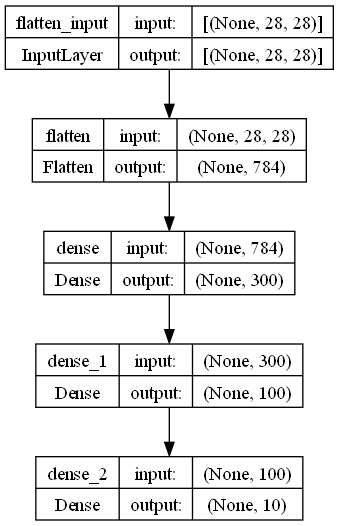 flatten_input input: [(None, 28, 28)]
InputLayer output: [(None, 28, 28)]
flatten input: (None, 28, 28)
Flatten output: (None, 784)
dense input: (None, 784)
Dense output: (None, 300)
dense_1 input: (None, 300)
Dense output: (None, 100)
dense_2 input: (None, 100)
Dense output: (None, 10)